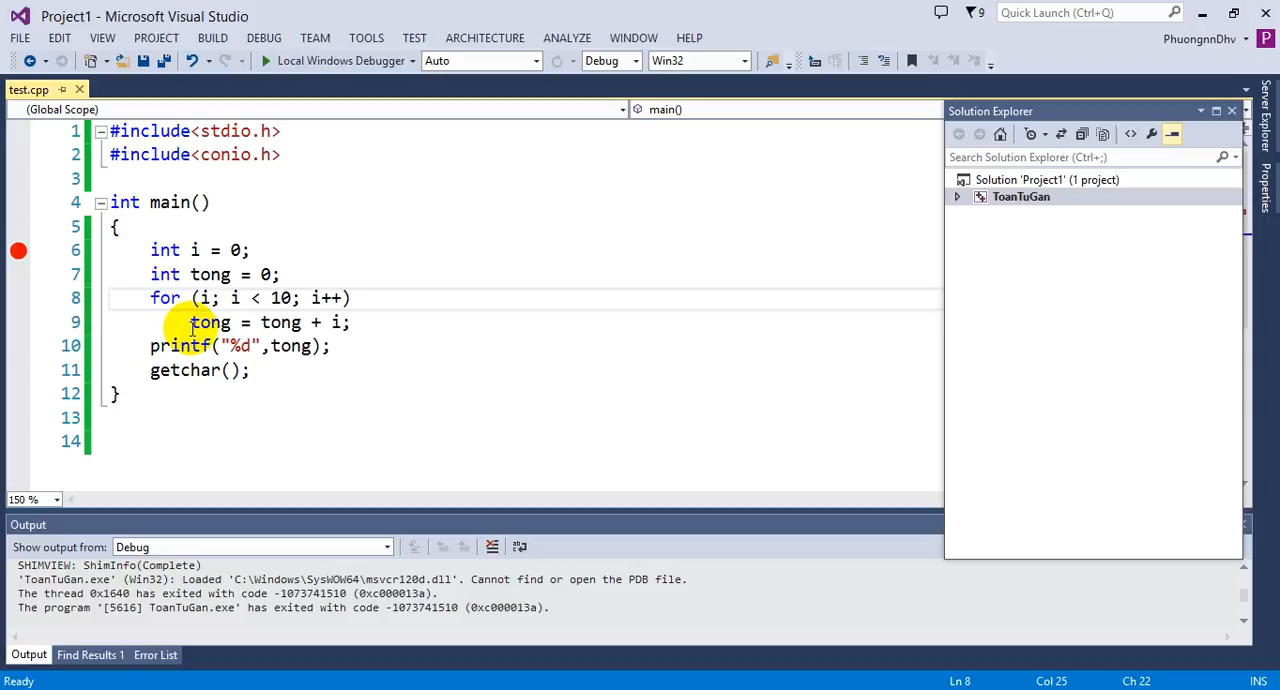 Project1 - Microsoft Visual Studio
9
Quick Launch (Ctrl+Q)
FILE EDIT VIEW PROJECT BUILD DEBUG TEAM TOOLS TEST ARCHITECTURE ANALYZE WINDOW HELP
PhuongnnDhv
P
Local Windows Debugger
Auto
Debug
Win32
test.cpp
(Global Scope)
main()
1 #include<stdio.h>
2 #include<conio.h>
3
4 int main()
5 {
6 int i = 0;
7 int tong = 0;
8 for (i; i < 10; i++)
9 tong = tong + i;
10 printf("%d",tong);
11 getchar();
12 }
13
14
150 %
Solution Explorer
Search Solution Explorer (Ctrl+;)
Solution 'Project1' (1 project)
ToanTuGan
Server Explorer
Properties
Output
Show output from: Debug
SHIMVIEW: ShimInfo(Complete)
'ToanTuGan.exe' (Win32): Loaded 'C:\Windows\SysWOW64\msvcr120d.dll'. Cannot find or open the PDB file.
The thread 0x1640 has exited with code -1073741510 (0xc000013a).
The program '[5616] ToanTuGan.exe' has exited with code -1073741510 (0xc000013a).
Output Find Results 1 Error List
Ready
Ln 8
Col 25
Ch 22
INS